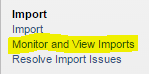 Import
Import
Monitor and View Imports
Resolve Import Issues